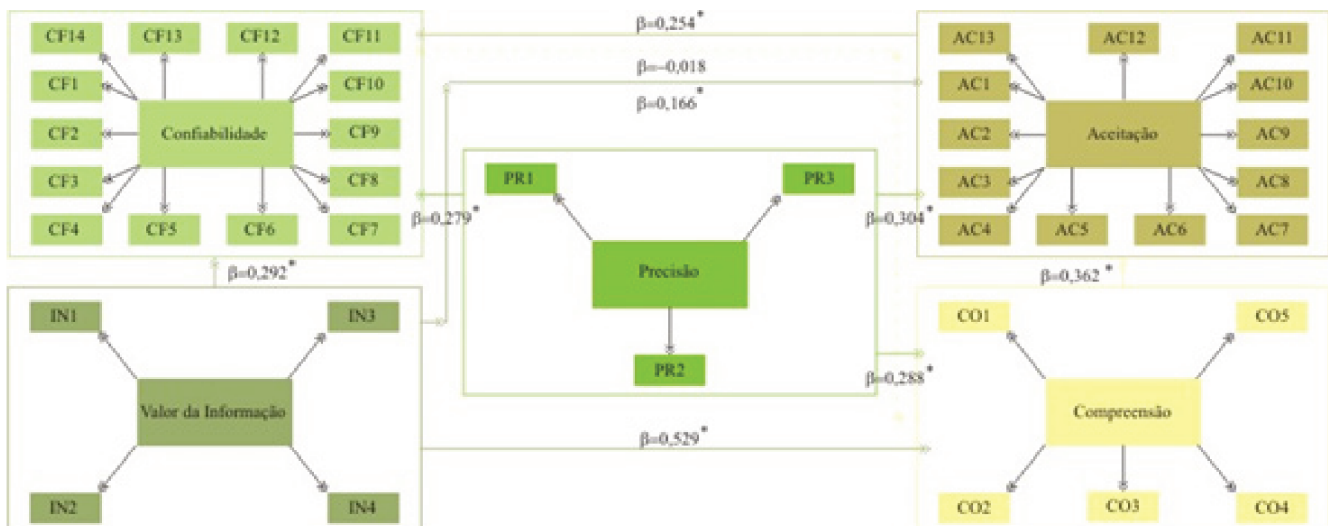 CF14
CF13
CF12
CF11
CF1
CF10
CF2
Confiabilidade
CF9
CF3
CF8
CF4
CF5
CF6
CF7
β=0,254*
β=−0,018
β=0,166*
AC13
AC12
AC11
AC1
AC10
AC2
Aceitação
AC9
AC3
AC8
AC4
AC5
AC6
AC7
PR1
PR3
β=0,279*
β=0,304*
Precisão
PR2
β=0,292*
β=0,362*
β=0,288*
IN1
IN3
Valor da Informação
IN2
IN4
β=0,529*
CO1
CO5
Compreensão
CO2
CO3
CO4